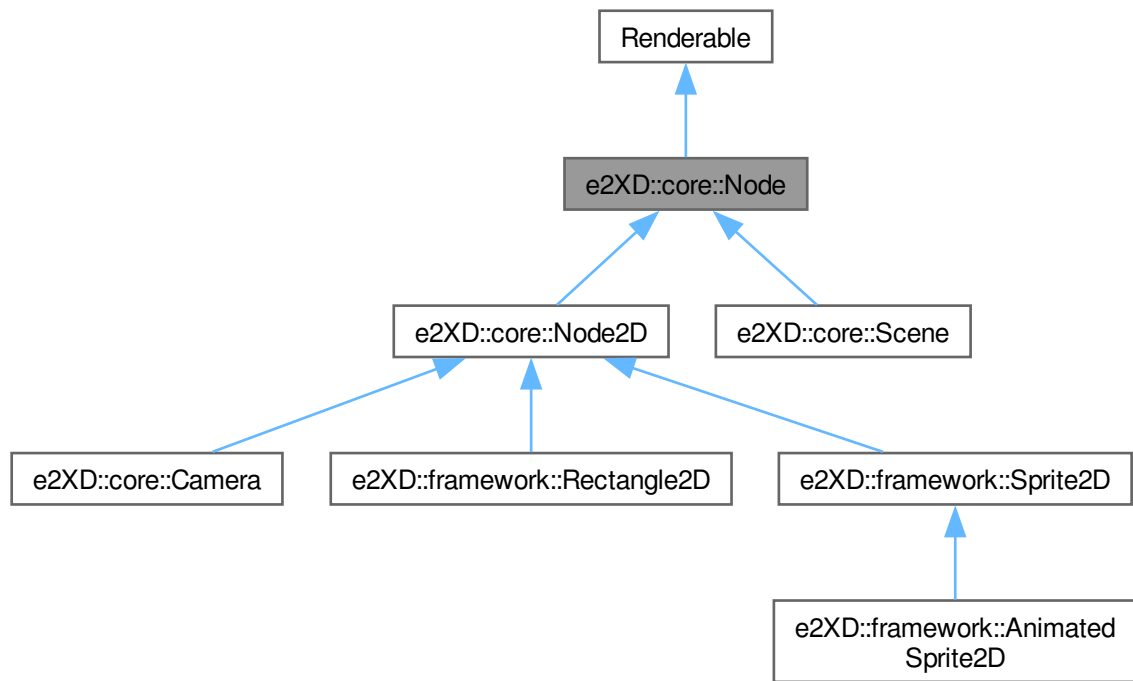 Renderable
e2XD::core::Node
e2XD::core::Node2D
e2XD::core::Scene
e2XD::core::Camera
e2XD::framework::Rectangle2D
e2XD::framework::Sprite2D
e2XD::framework::Animated
Sprite2D